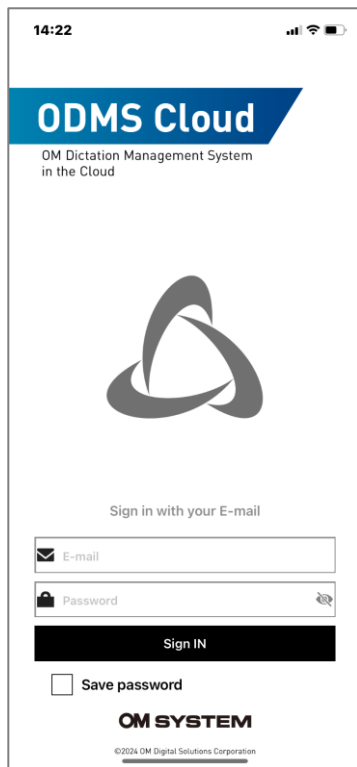 14:22
ODMS Cloud
OM Dictation Management System
in the Cloud
Sign in with your E-mail
E-mail
Password
Sign IN
Save password
OM SYSTEM
©2024 OM Digital Solutions Corporation